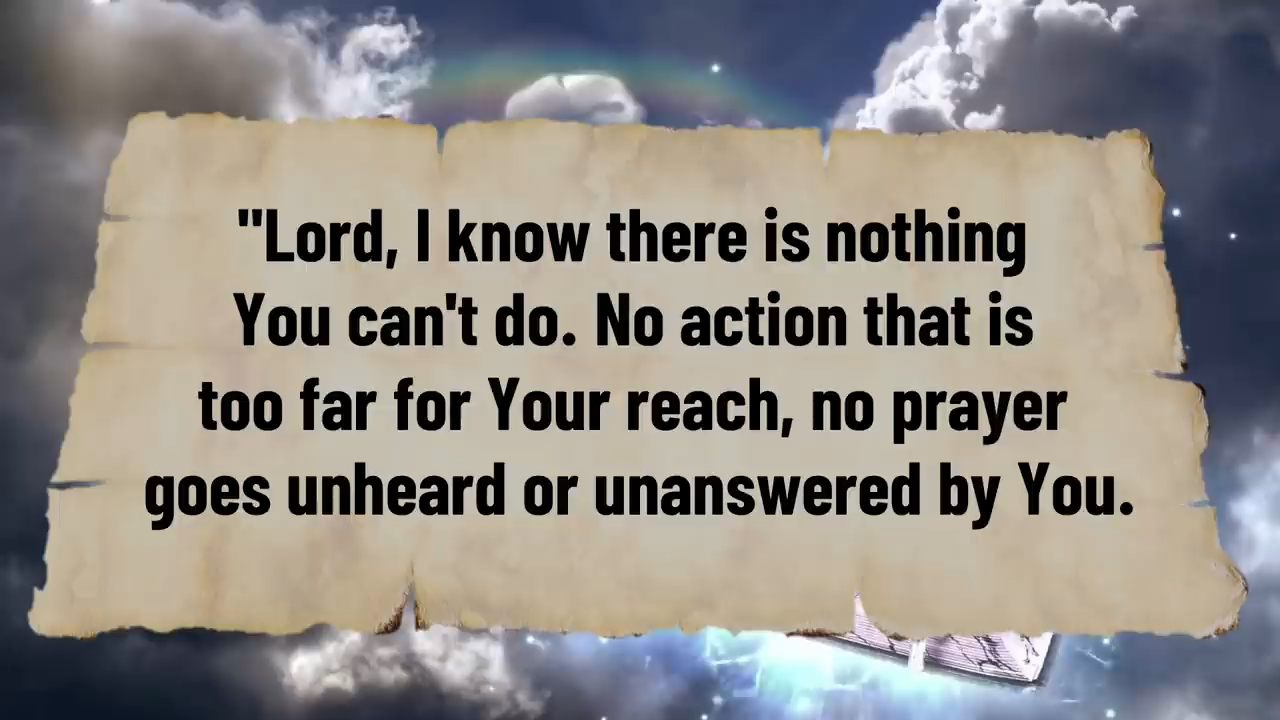 "Lord, I know there is nothing
You can't do. No action that is
too far for Your reach, no prayer
goes unheard or unanswered by You.